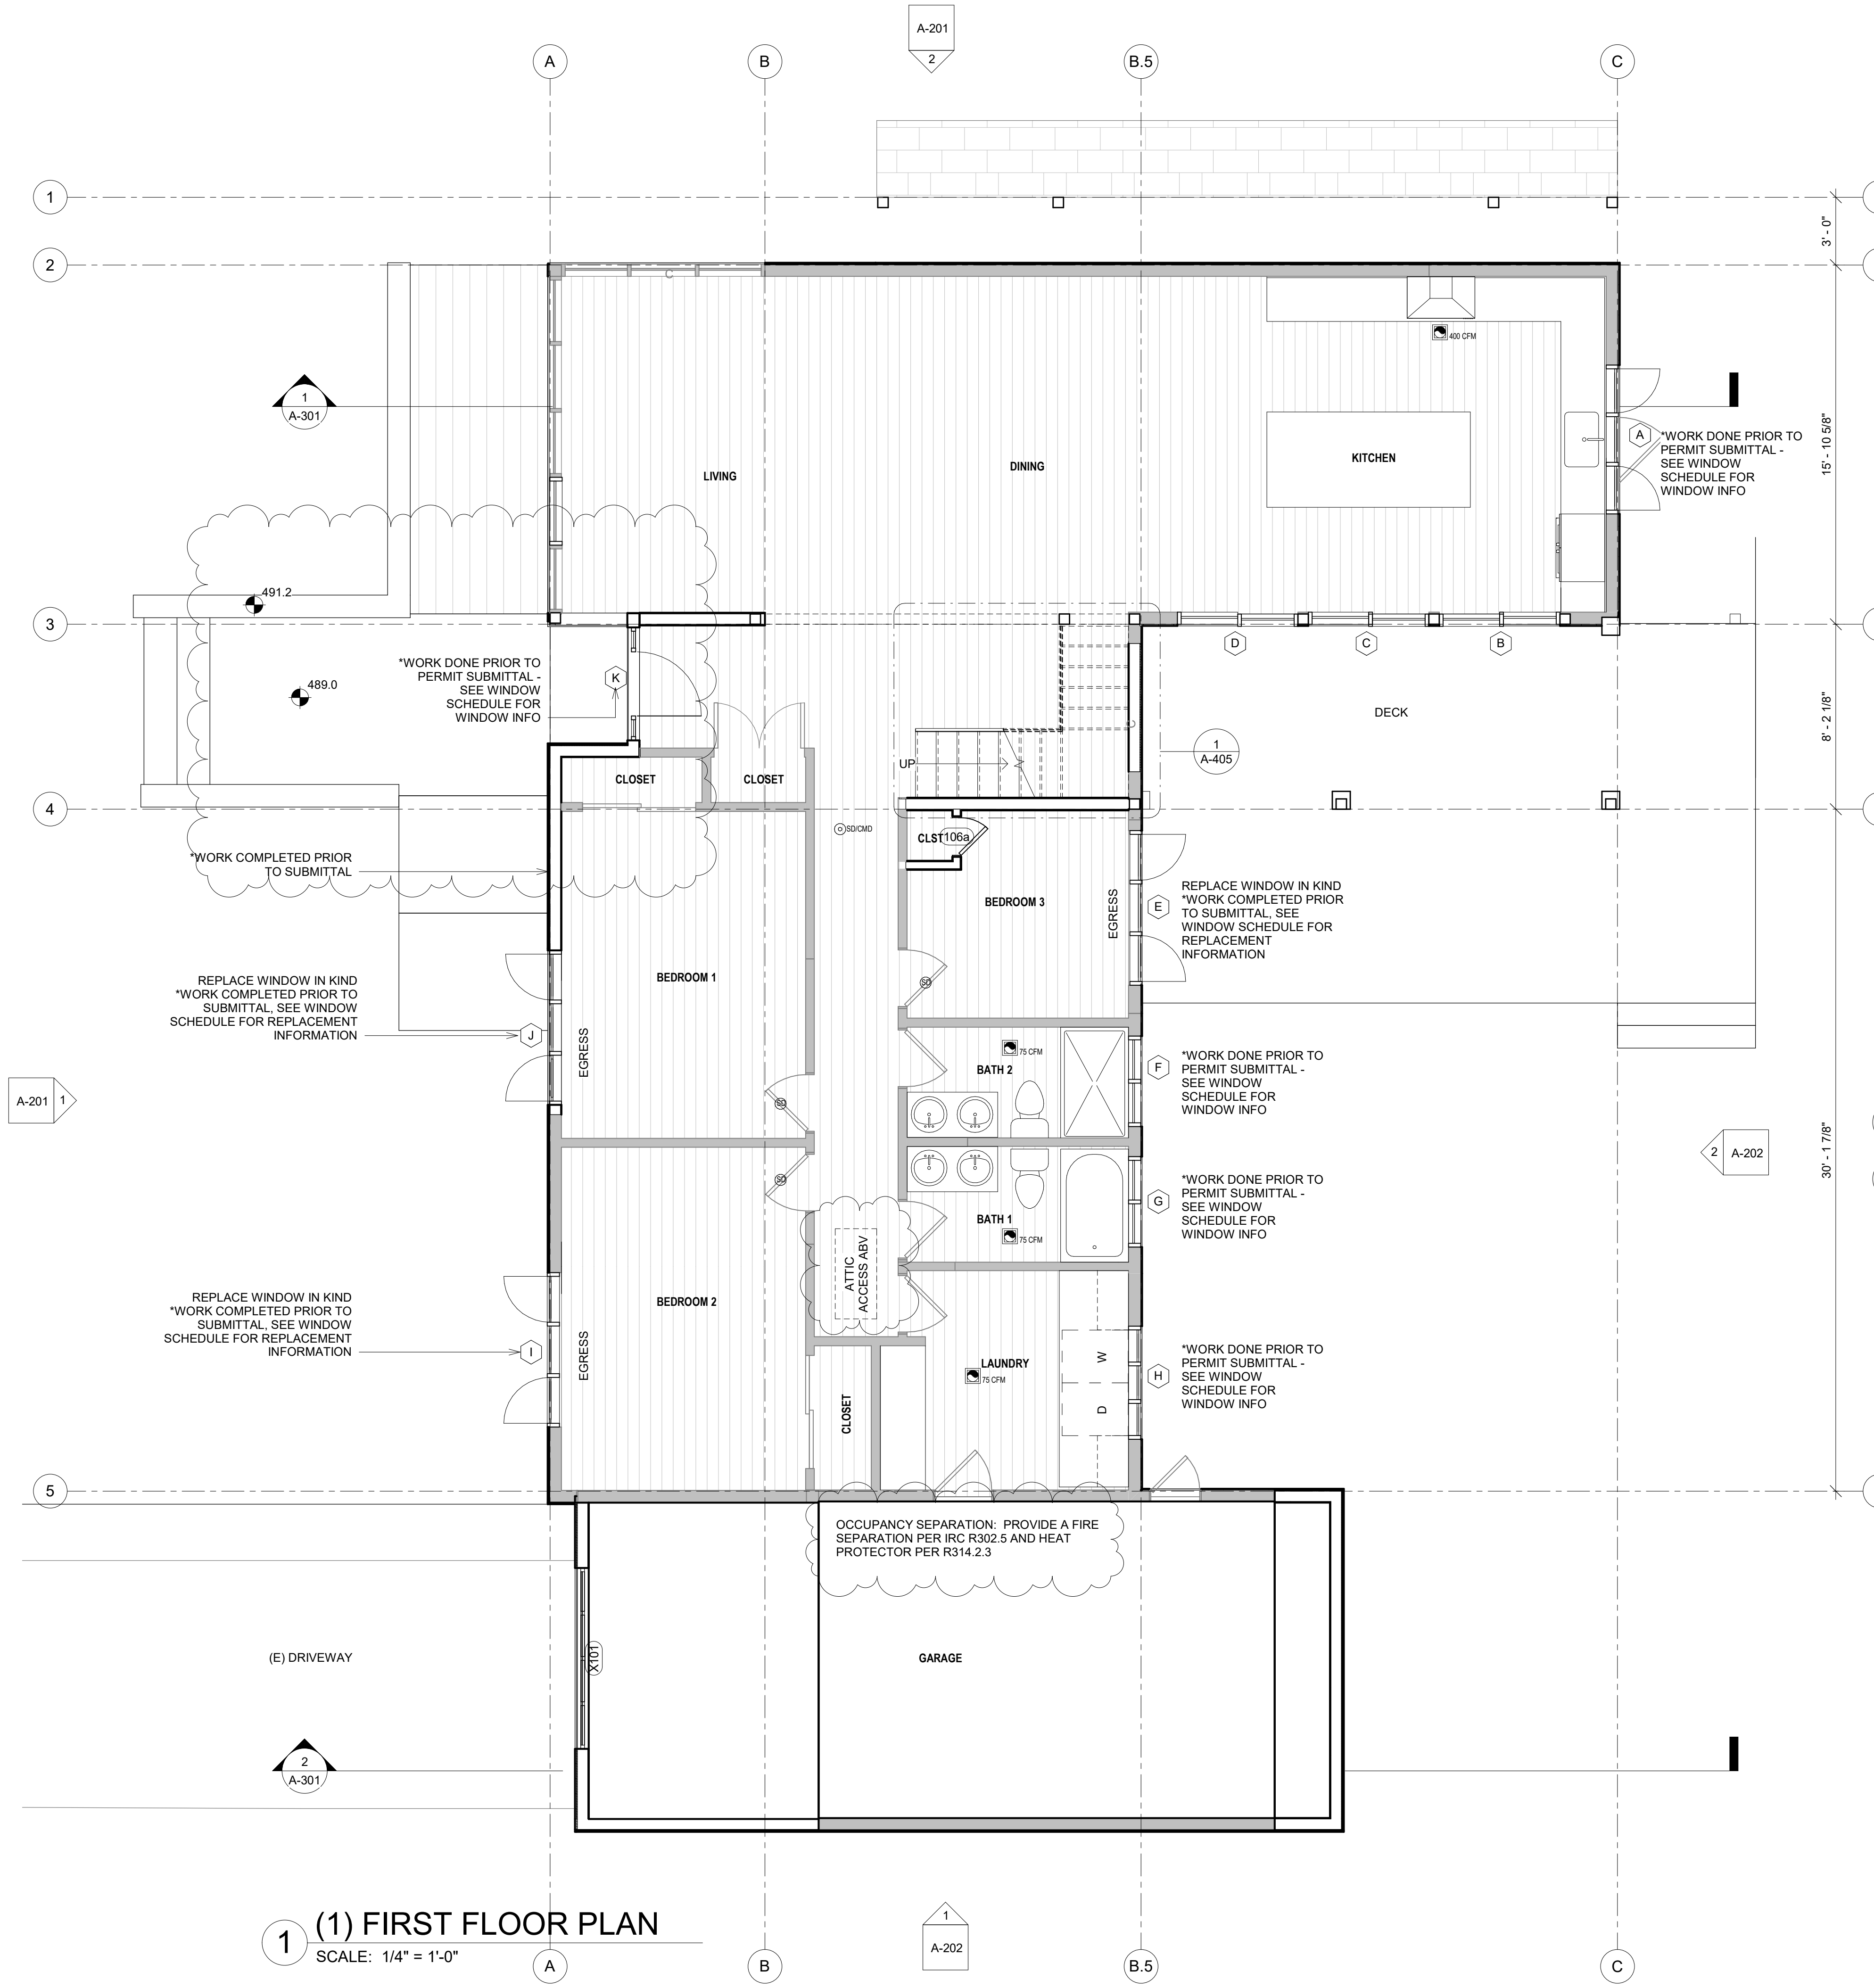 A-201
2
A
B
B.5
C
1
3' - 0"
2
C
400 CFM
1
A-301
15' - 10 5/8"
A
*WORK DONE PRIOR TO
PERMIT SUBMITTAL -
SEE WINDOW
SCHEDULE FOR
WINDOW INFO
LIVING
DINING
KITCHEN
491.2
3
D
C
B
*WORK DONE PRIOR TO
PERMIT SUBMITTAL -
SEE WINDOW
SCHEDULE FOR
WINDOW INFO
K
489.0
DECK
C
8' - 2 1/8"
1
A-405
UP
CLOSET
CLOSET
4
SD/CMD
CLST
106a
*WORK COMPLETED PRIOR
TO SUBMITTAL
BEDROOM 3
EGRESS
E
REPLACE WINDOW IN KIND
*WORK COMPLETED PRIOR
TO SUBMITTAL, SEE
WINDOW SCHEDULE FOR
REPLACEMENT
INFORMATION
BEDROOM 1
SD
REPLACE WINDOW IN KIND
*WORK COMPLETED PRIOR TO
SUBMITTAL, SEE WINDOW
SCHEDULE FOR REPLACEMENT
INFORMATION
J
EGRESS
75 CFM
BATH 2
F
*WORK DONE PRIOR TO
PERMIT SUBMITTAL -
SEE WINDOW
SCHEDULE FOR
WINDOW INFO
A-201
1
SD
30' - 1 7/8"
2
A-202
SD
G
*WORK DONE PRIOR TO
PERMIT SUBMITTAL -
SEE WINDOW
SCHEDULE FOR
WINDOW INFO
BATH 1
75 CFM
ATTIC
ACCESS ABV
BEDROOM 2
REPLACE WINDOW IN KIND
*WORK COMPLETED PRIOR TO
SUBMITTAL, SEE WINDOW
SCHEDULE FOR REPLACEMENT
INFORMATION
I
EGRESS
LAUNDRY
75 CFM
W
D
H
*WORK DONE PRIOR TO
PERMIT SUBMITTAL -
SEE WINDOW
SCHEDULE FOR
WINDOW INFO
CLOSET
5
OCCUPANCY SEPARATION: PROVIDE A FIRE
SEPARATION PER IRC R302.5 AND HEAT
PROTECTOR PER R314.2.3
(E) DRIVEWAY
X101
GARAGE
2
A-301
1
(1) FIRST FLOOR PLAN
SCALE: 1/4" = 1'-0"
1
A-202
A
B
B.5
C